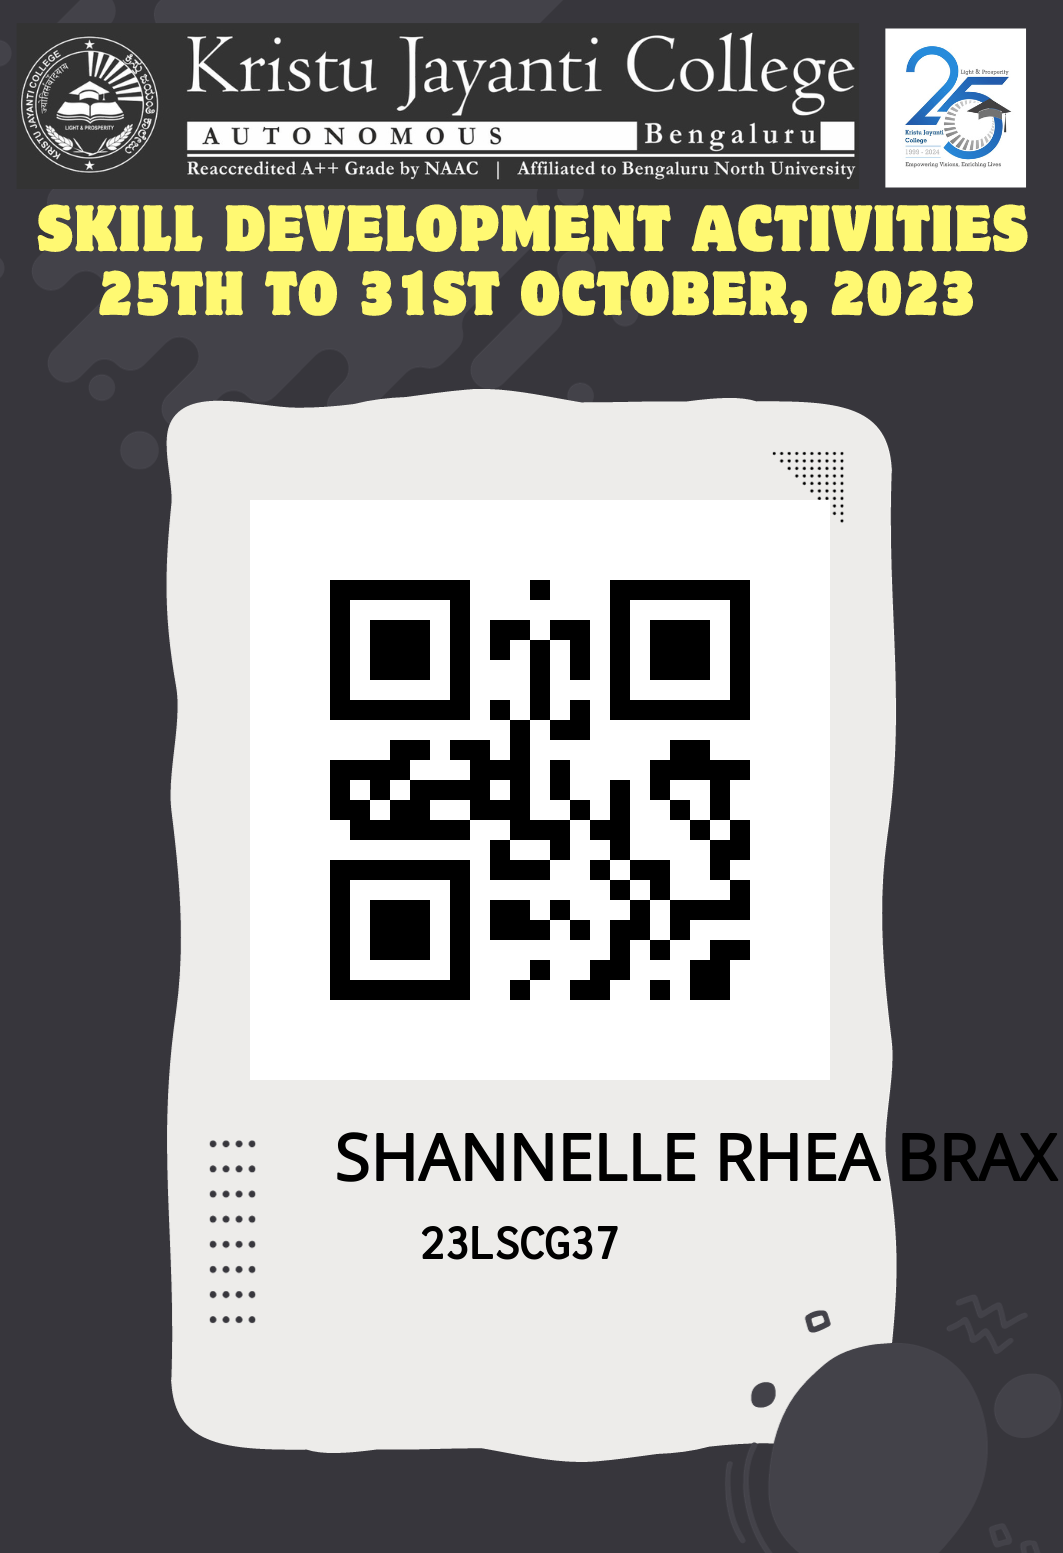 Kristu Jayanti College
AUTONOMOUS Bengaluru
Reaccredited A++ Grade by NAAC | Affiliated to Bengaluru North University
KRISTU JAYANTI COLLEGE
LIGHT & PROSPERITY
25
Light & Prosperity
Kristu Jayanti
College
1999 - 2024
Empowering Visions, Enriching Lives
SKILL DEVELOPMENT ACTIVITIES
25TH TO 31ST OCTOBER, 2023
SHANNELLE RHEA BRAX
23LSCG37